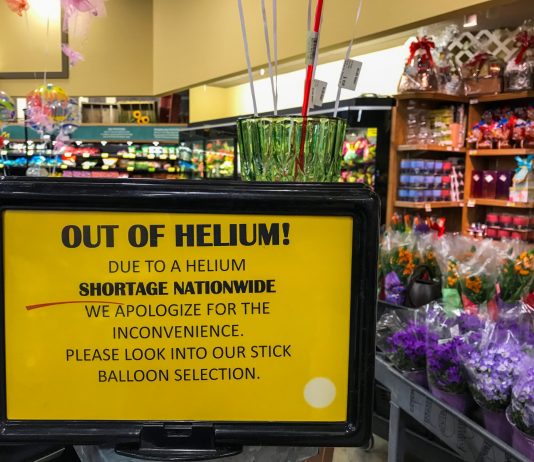 OUT OF HELIUM!
DUE TO A HELIUM
SHORTAGE NATIONWIDE
WE APOLOGIZE FOR THE
INCONVENIENCE.
PLEASE LOOK INTO OUR STICK
BALLOON SELECTION.